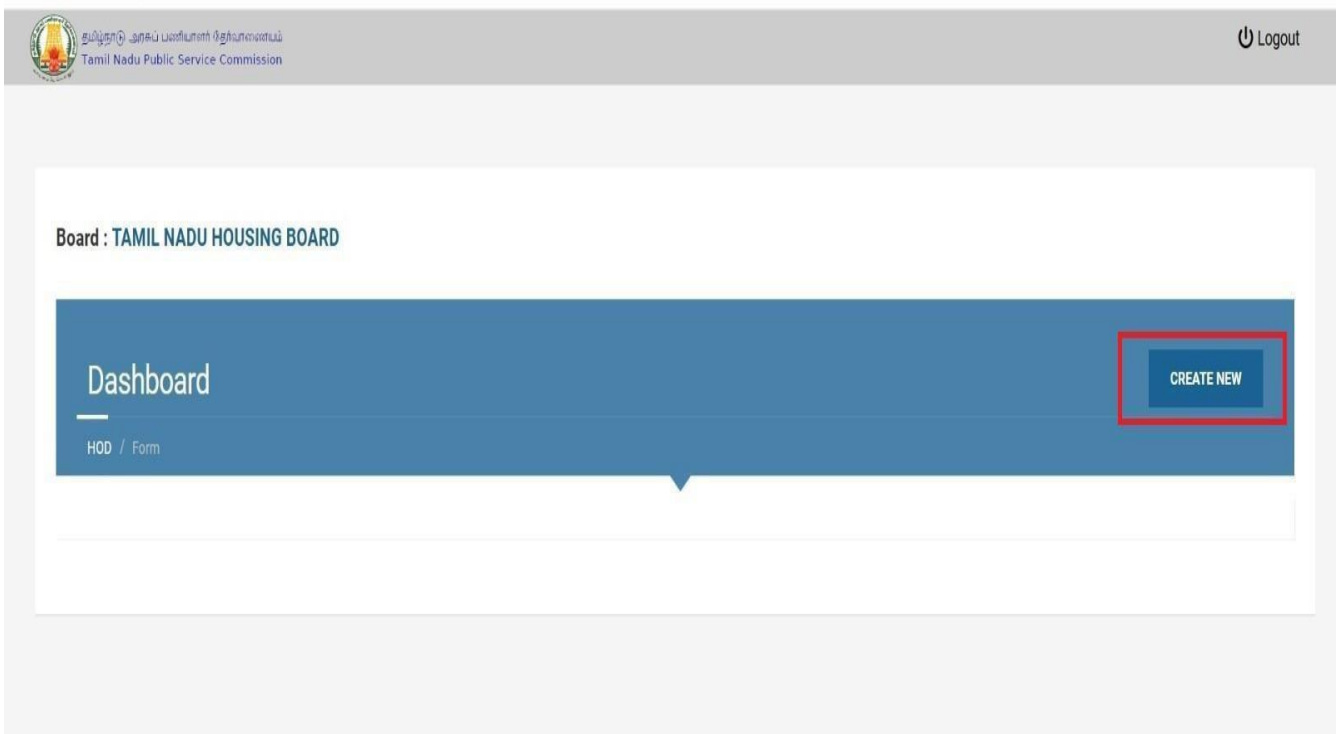 தமிழ்நாடு அரசுப் பணியாளர் தேர்வாணையம்
Tamil Nadu Public Service Commission
Logout
Board : TAMIL NADU HOUSING BOARD
Dashboard
CREATE NEW
HOD / Form